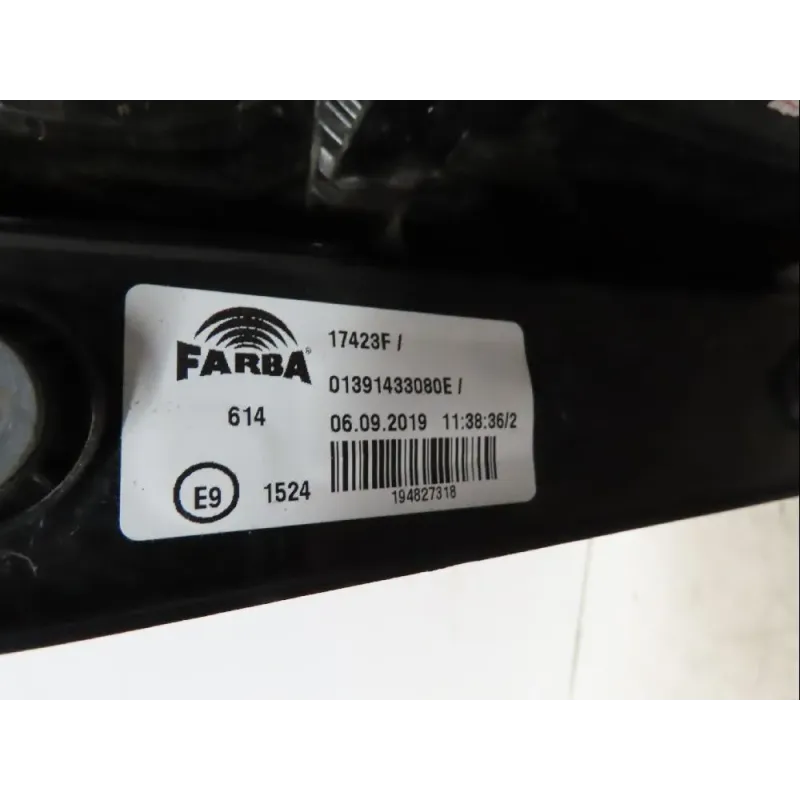 FARBA®
17423F /
01391433080E /
614
06.09.2019 11:38:36/2
E9
1524
194827318